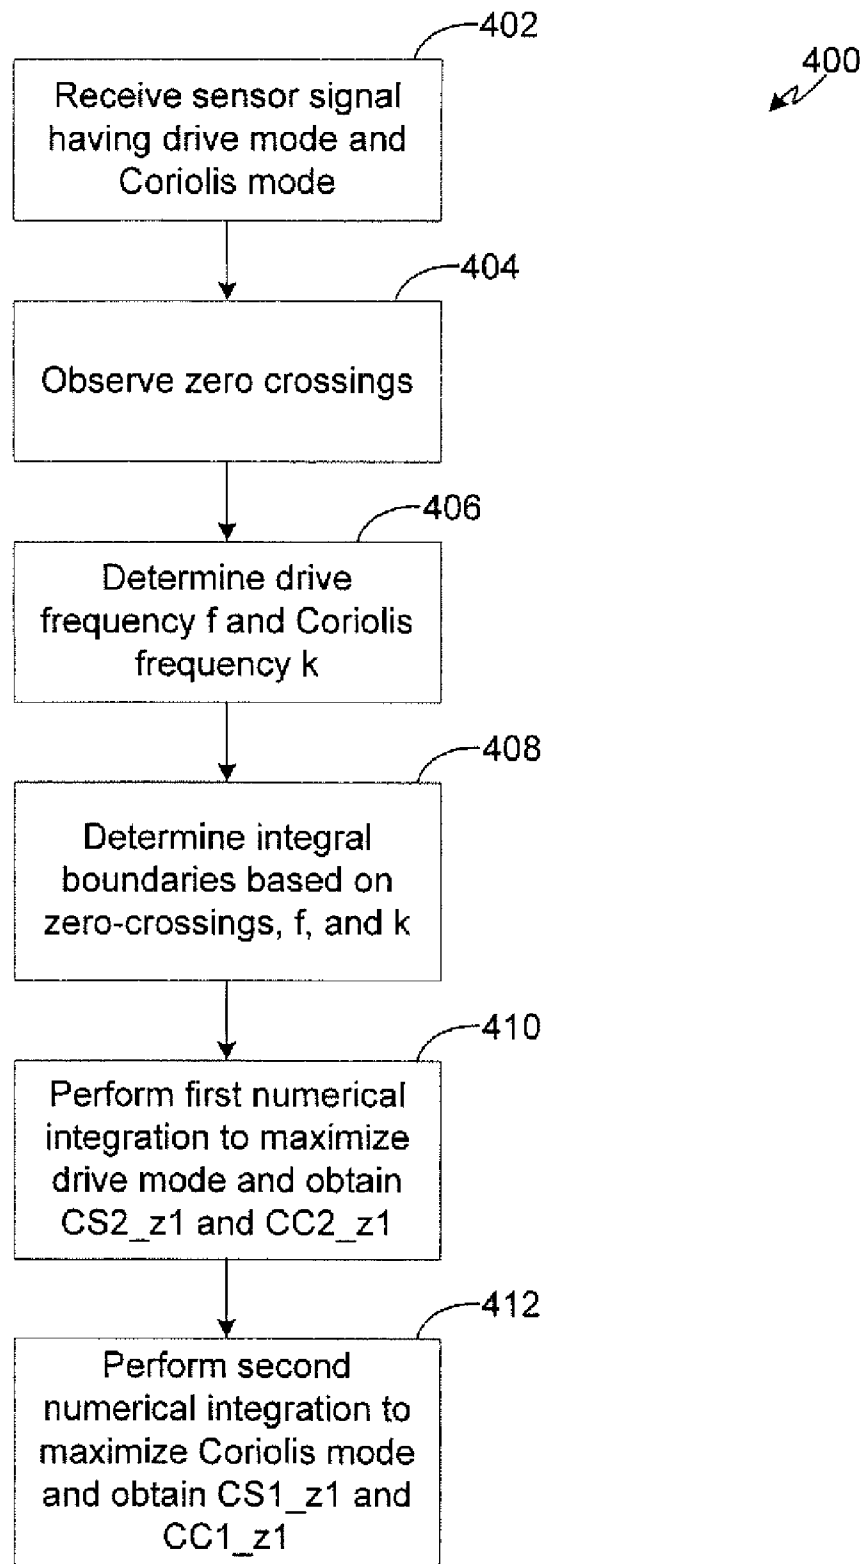 402
400
Receive sensor signal
having drive mode and
Coriolis mode
404
Observe zero crossings
406
Determine drive
frequency f and Coriolis
frequency k
408
Determine integral
boundaries based on
zero-crossings, f, and k
410
Perform first numerical
integration to maximize
drive mode and obtain
CS2_z1 and CC2_z1
412
Perform second
numerical integration to
maximize Coriolis mode
and obtain CS1_z1 and
CC1_z1